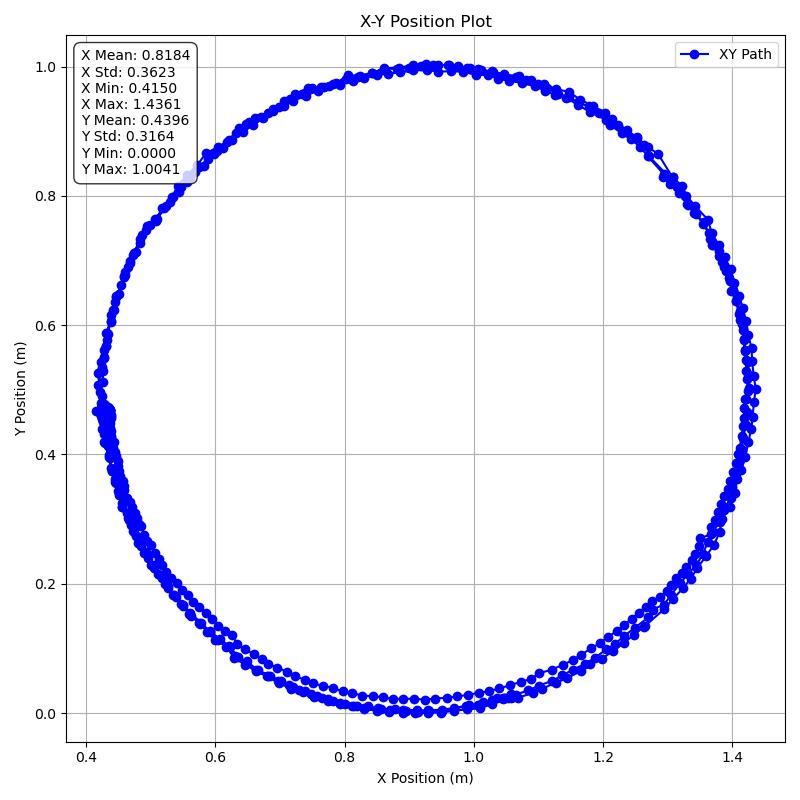 X-Y Position Plot
X Mean: 0.8184
X Std: 0.3623
X Min: 0.4150
X Max: 1.4361
Y Mean: 0.4396
Y Std: 0.3164
Y Min: 0.0000
Y Max: 1.0041
XY Path
Y Position (m)
1.0
0.8
0.6
0.4
0.2
0.0
0.4 0.6 0.8 1.0 1.2 1.4
X Position (m)